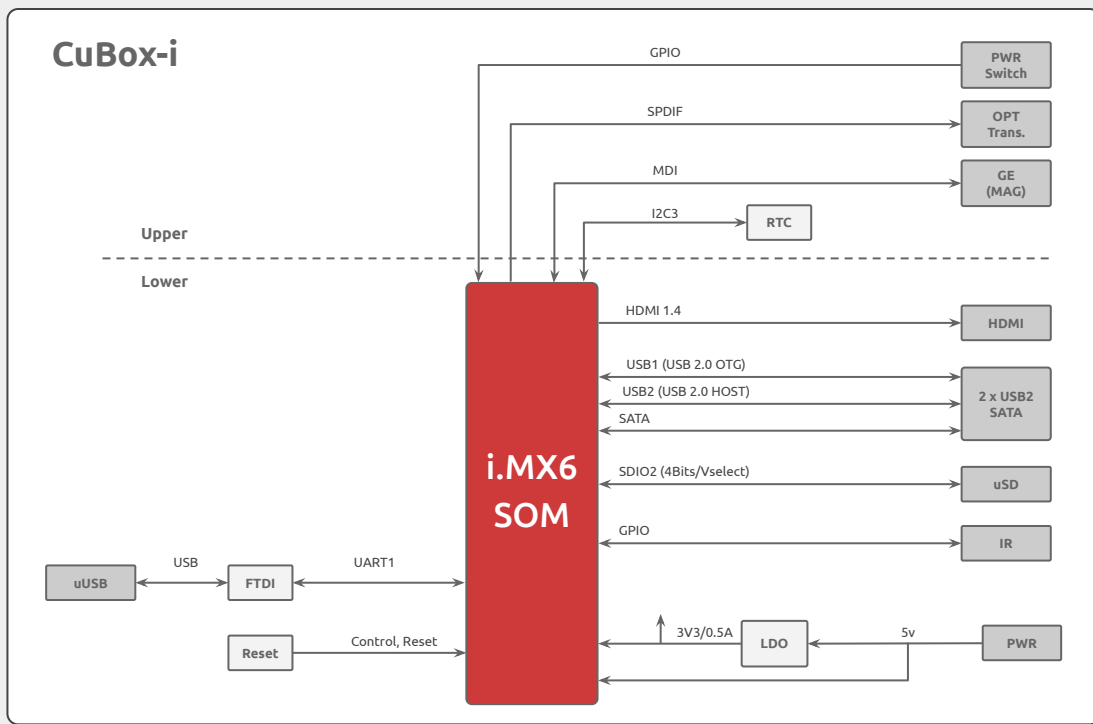 CuBox-i
GPIO
PWR
Switch
SPDIF
OPT
Trans.
MDI
GE
(MAG)
I2C3
RTC
Upper
Lower
HDMI 1.4
HDMI
USB1 (USB 2.0 OTG)
USB2 (USB 2.0 HOST)
SATA
2 x USB2
SATA
i.MX6
SOM
SDIO2 (4Bits/Vselect)
uSD
GPIO
IR
uUSB
USB
FTDI
UART1
Reset
Control, Reset
3V3/0.5A
LDO
5v
PWR